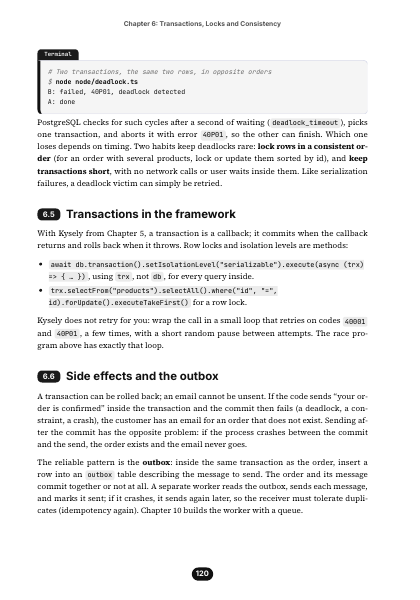 Chapter 6: Transactions, Locks and Consistency
Terminal
# Two transactions, the same two rows, in opposite orders
$ node node/deadlock.ts
B: failed, 40P01, deadlock detected
A: done
PostgreSQL checks for such cycles after a second of waiting (deadlock_timeout), picks
one transaction, and aborts it with error 40P01, so the other can finish. Which one
loses depends on timing. Two habits keep deadlocks rare: lock rows in a consistent or-
der (for an order with several products, lock or update them sorted by id), and keep
transactions short, with no network calls or user waits inside them. Like serialization
failures, a deadlock victim can simply be retried.
6.5 Transactions in the framework
With Kysely from Chapter 5, a transaction is a callback; it commits when the callback
returns and rolls back when it throws. Row locks and isolation levels are methods:
• await db.transaction().setIsolationLevel("serializable").execute(async (trx)
=> { … }), using trx, not db, for every query inside.
• trx.selectFrom("products").selectAll().where("id", "=",
id).forUpdate().executeTakeFirst() for a row lock.
Kysely does not retry for you: wrap the call in a small loop that retries on codes 40001
and 40P01, a few times, with a short random pause between attempts. The race pro-
gram above has exactly that loop.
6.6 Side effects and the outbox
A transaction can be rolled back; an email cannot be unsent. If the code sends “your or-
der is confirmed” inside the transaction and the commit then fails (a deadlock, a con-
straint, a crash), the customer has an email for an order that does not exist. Sending af-
ter the commit has the opposite problem: if the process crashes between the commit
and the send, the order exists and the email never goes.
The reliable pattern is the outbox: inside the same transaction as the order, insert a
row into an outbox table describing the message to send. The order and its message
commit together or not at all. A separate worker reads the outbox, sends each message,
and marks it sent; if it crashes, it sends again later, so the receiver must tolerate dupli-
cates (idempotency again). Chapter 10 builds the worker with a queue.
120